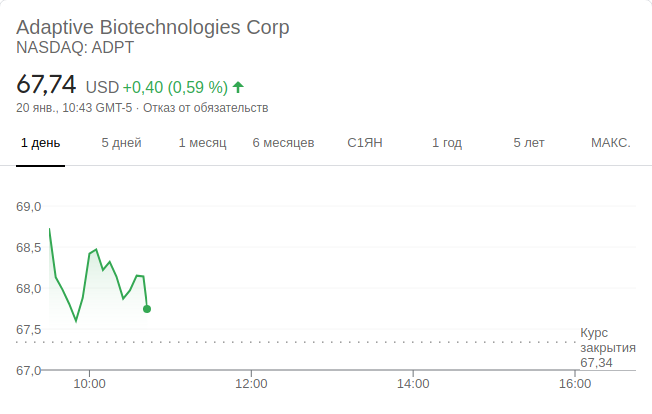 Adaptive Biotechnologies Corp
NASDAQ: ADPT
67,74 USD +0,40 (0,59 %)
20 янв., 10:43 GMT-5 · Отказ от обязательств
1 день 5 дней 1 месяц 6 месяцев С1ЯН 1 год 5 лет МАКС.
69,0
68,5
68,0
67,5
67,0
Курс
закрытия
67,34
10:00 12:00 14:00 16:00